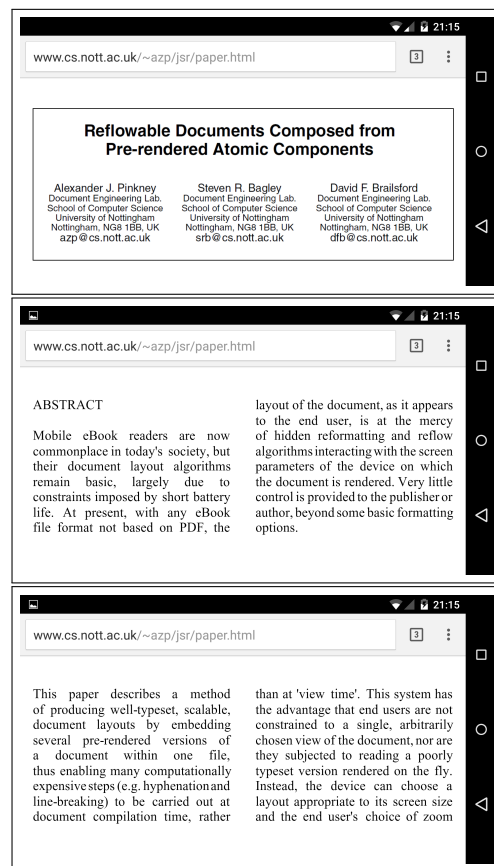 21:15
www.cs.nott.ac.uk/~azp/jsr/paper.html
3
Reflowable Documents Composed from
Pre-rendered Atomic Components
Alexander J. Pinkney
Document Engineering Lab.
School of Computer Science
University of Nottingham
Nottingham, NG8 1BB, UK
azp@cs.nott.ac.uk
Steven R. Bagley
Document Engineering Lab.
School of Computer Science
University of Nottingham
Nottingham, NG8 1BB, UK
srb@cs.nott.ac.uk
David F. Brailsford
Document Engineering Lab.
School of Computer Science
University of Nottingham
Nottingham, NG8 1BB, UK
dfb@cs.nott.ac.uk
21:15
www.cs.nott.ac.uk/~azp/jsr/paper.html
3
ABSTRACT
Mobile eBook readers are now
commonplace in today's society, but
their document layout algorithms
remain basic, largely due to
constraints imposed by short battery
life. At present, with any eBook
file format not based on PDF, the
layout of the document, as it appears
to the end user, is at the mercy
of hidden reformatting and reflow
algorithms interacting with the screen
parameters of the device on which
the document is rendered. Very little
control is provided to the publisher or
author, beyond some basic formatting
options.
21:15
www.cs.nott.ac.uk/~azp/jsr/paper.html
3
This paper describes a method
of producing well-typeset, scalable,
document layouts by embedding
several pre-rendered versions of
a document within one file,
thus enabling many computationally
expensive steps (e.g. hyphenation and
line-breaking) to be carried out at
document compilation time, rather
than at 'view time'. This system has
the advantage that end users are not
constrained to a single, arbitrarily
chosen view of the document, nor are
they subjected to reading a poorly
typeset version rendered on the fly.
Instead, the device can choose a
layout appropriate to its screen size
and the end user's choice of zoom